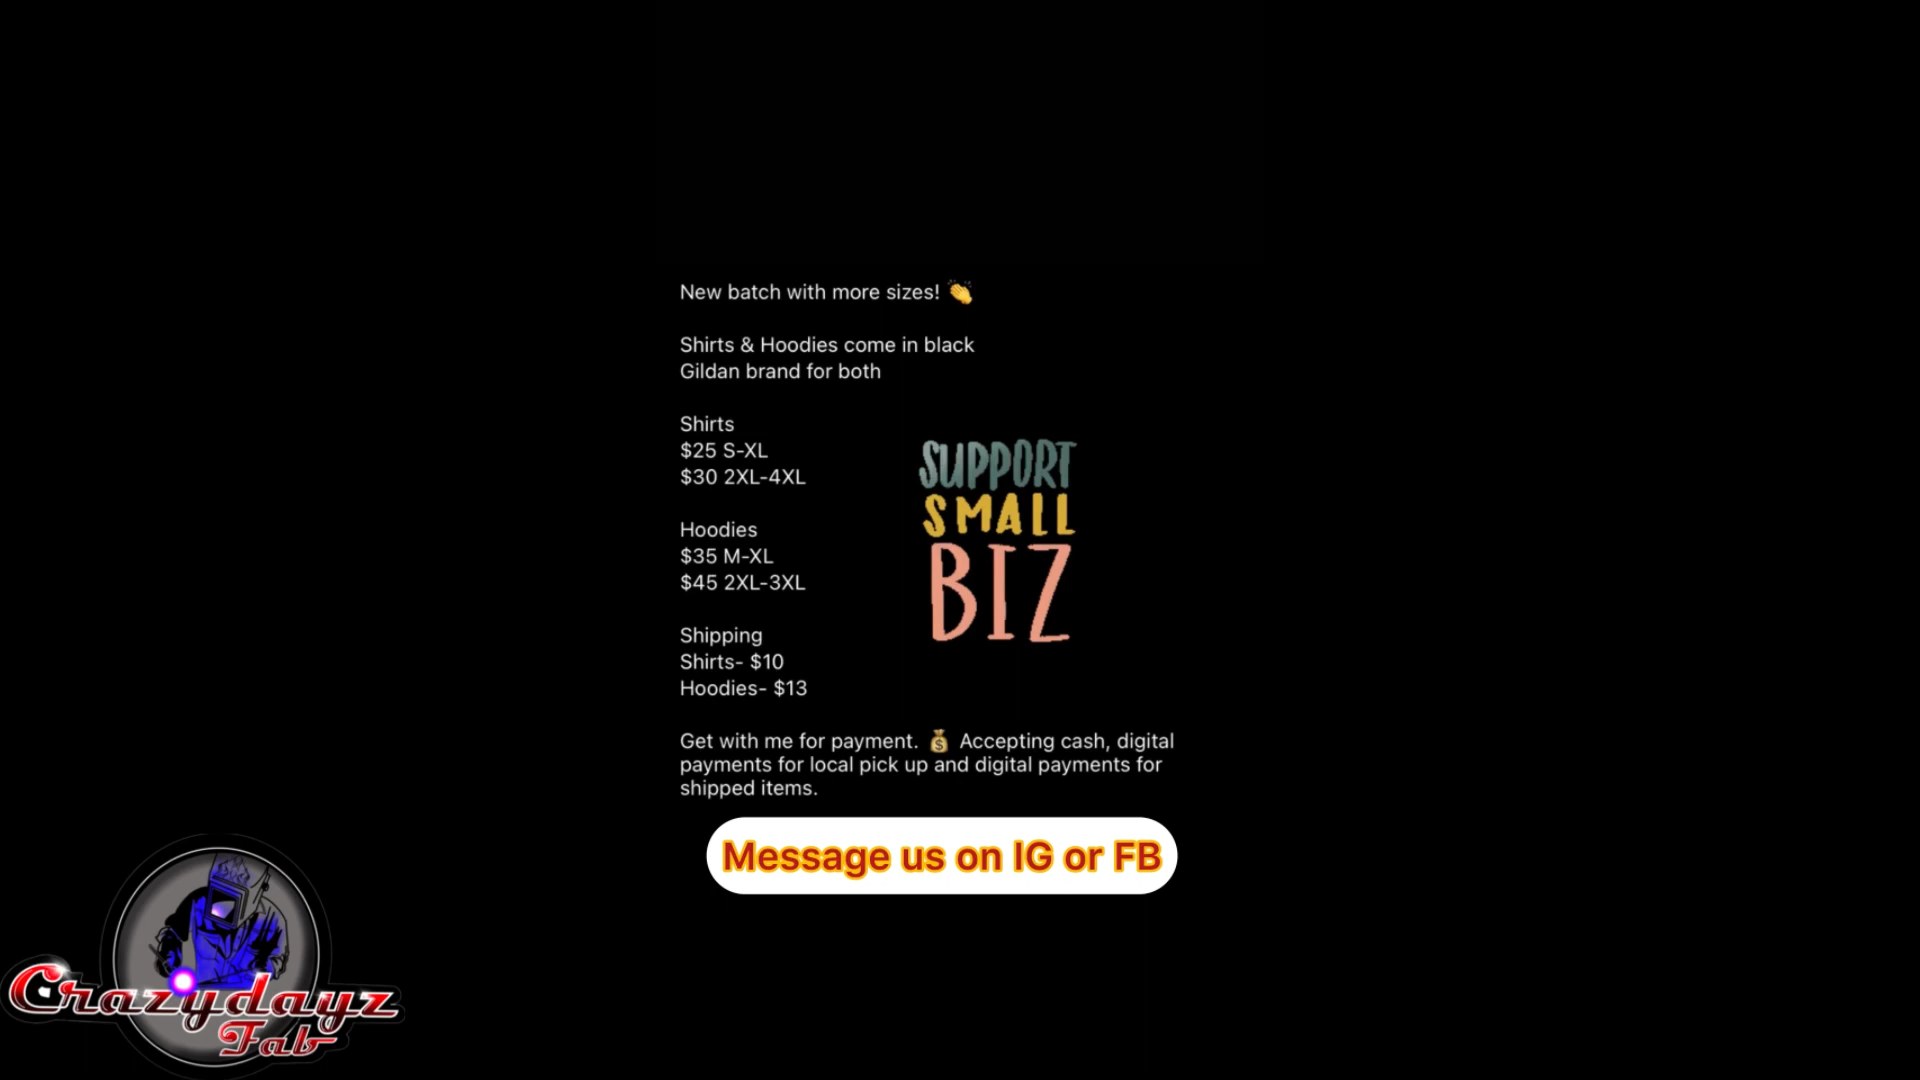 New batch with more sizes! 👏
Shirts & Hoodies come in black
Gildan brand for both
Shirts
$25 S-XL
$30 2XL-4XL
Hoodies
$35 M-XL
$45 2XL-3XL
Shipping
Shirts- $10
Hoodies- $13
SUPPORT
SMALL
BIZ
Get with me for payment. 💰 Accepting cash, digital
payments for local pick up and digital payments for
shipped items.
Message us on IG or FB
Crazydayz
Fab